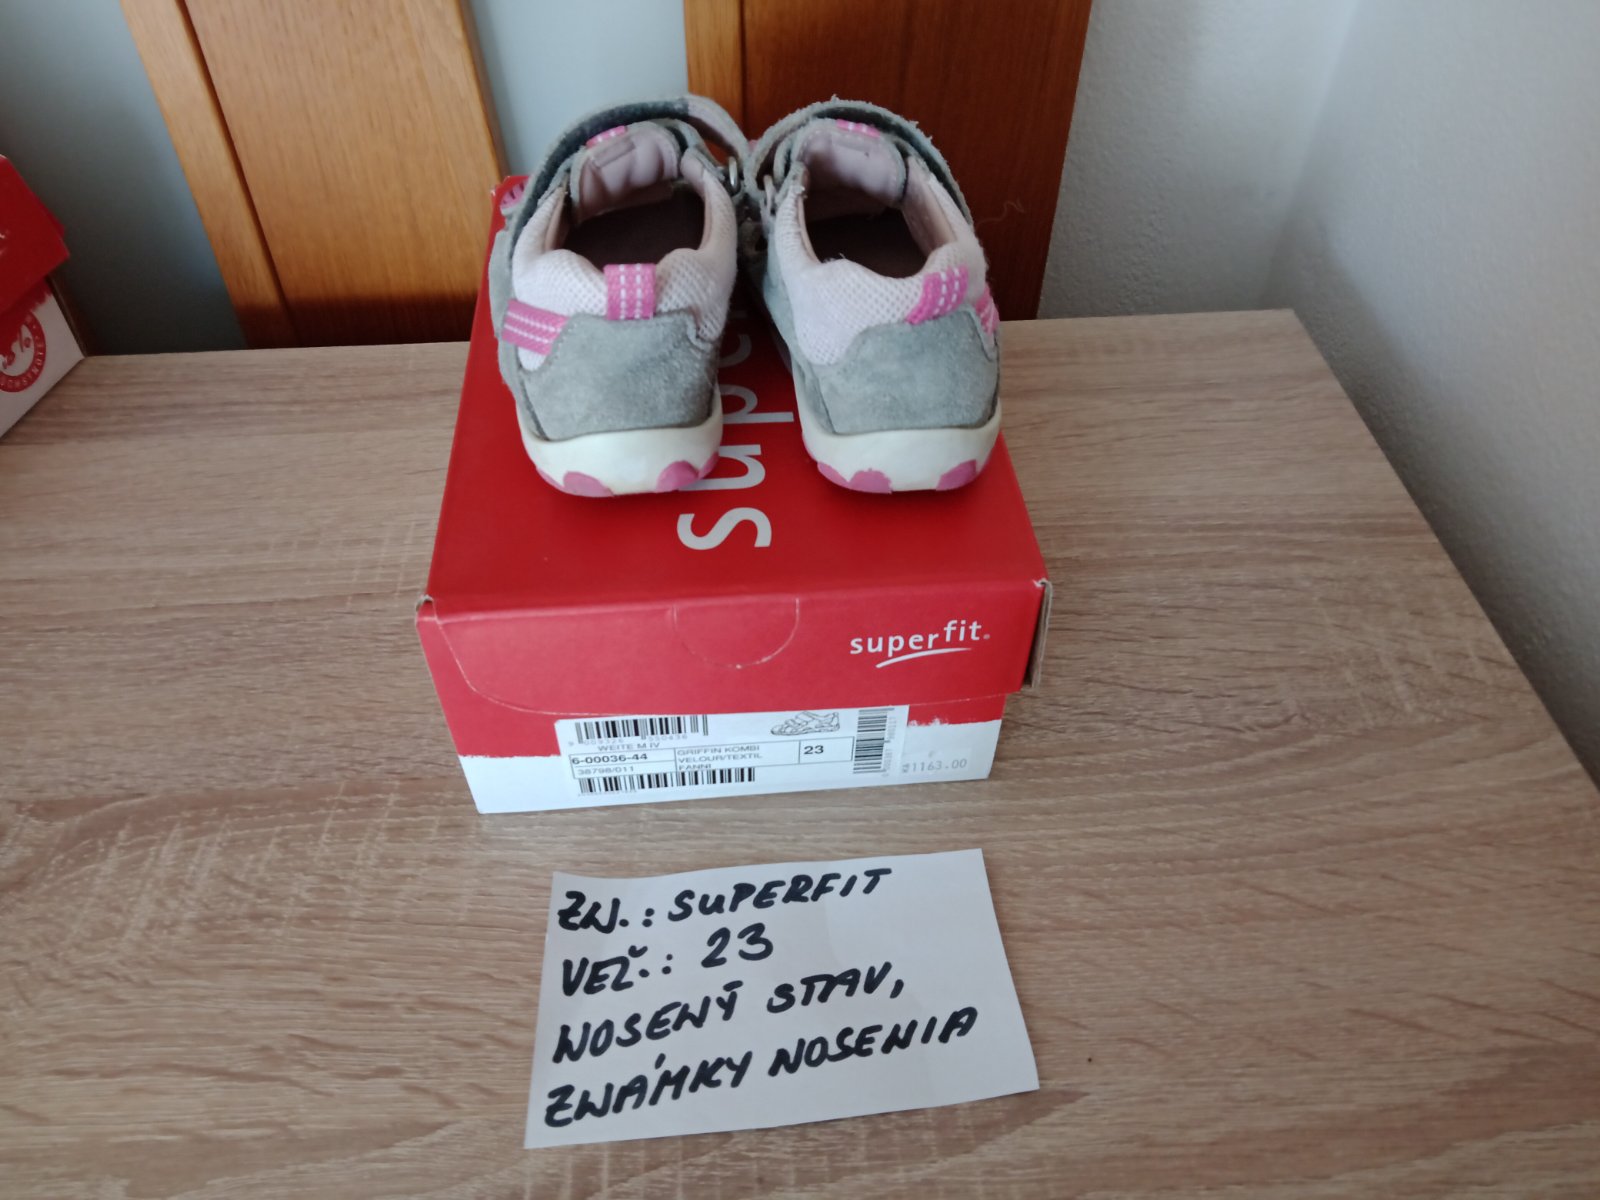 super
superfit
WEITE M IV
6-00036-44
38798/011
GRIFFIN KOMBI
VELOUR/TEXTIL
FANNI
23
1163.00
ZN.: SUPERFIT
VEĽ.: 23
NOSENÝ STAV,
ZNÁMKY NOSENIA